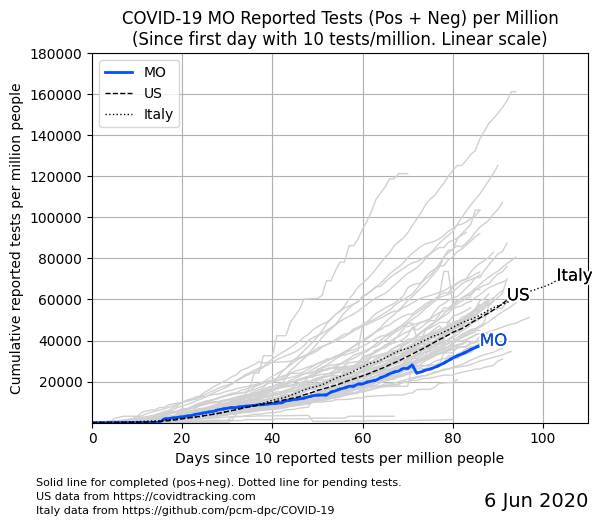 COVID-19 MO Reported Tests (Pos + Neg) per Million
(Since first day with 10 tests/million. Linear scale)
180000
160000
140000
120000
100000
80000
60000
40000
20000
Cumulative reported tests per million people
MO
US
Italy
Italy
US
MO
0
20
40
60
80
100
Days since 10 reported tests per million people
Solid line for completed (pos+neg). Dotted line for pending tests.
US data from https://covidtracking.com
Italy data from https://github.com/pcm-dpc/COVID-19
6 Jun 2020